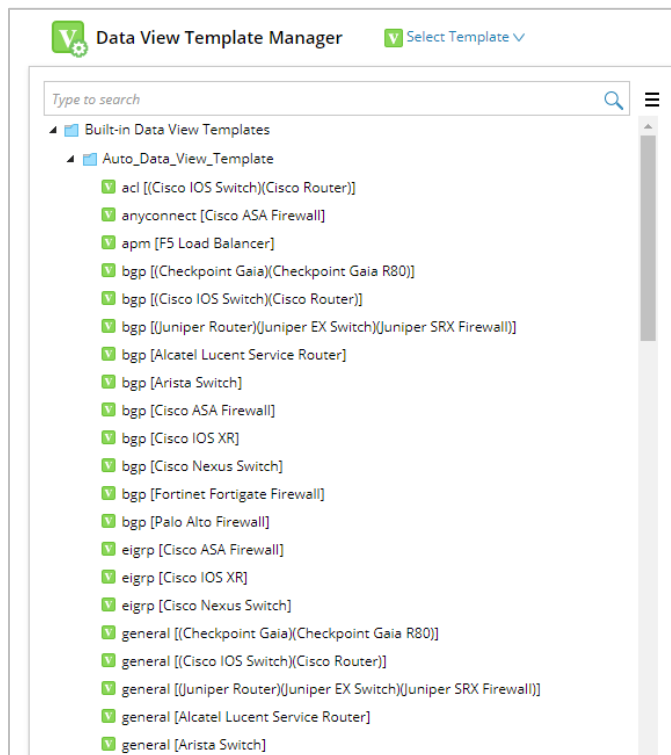 V Data View Template Manager V Select Template
Type to search
Built-in Data View Templates
Auto_Data_View_Template
V acl [(Cisco IOS Switch)(Cisco Router)]
V anyconnect [Cisco ASA Firewall]
V apm [F5 Load Balancer]
V bgp [(Checkpoint Gaia)(Checkpoint Gaia R80)]
V bgp [(Cisco IOS Switch)(Cisco Router)]
V bgp [(Juniper Router)(Juniper EX Switch)(Juniper SRX Firewall)]
V bgp [Alcatel Lucent Service Router]
V bgp [Arista Switch]
V bgp [Cisco ASA Firewall]
V bgp [Cisco IOS XR]
V bgp [Cisco Nexus Switch]
V bgp [Fortinet Fortigate Firewall]
V bgp [Palo Alto Firewall]
V eigrp [Cisco ASA Firewall]
V eigrp [Cisco IOS XR]
V eigrp [Cisco Nexus Switch]
V general [(Checkpoint Gaia)(Checkpoint Gaia R80)]
V general [(Cisco IOS Switch)(Cisco Router)]
V general [(Juniper Router)(Juniper EX Switch)(Juniper SRX Firewall)]
V general [Alcatel Lucent Service Router]
V general [Arista Switch]